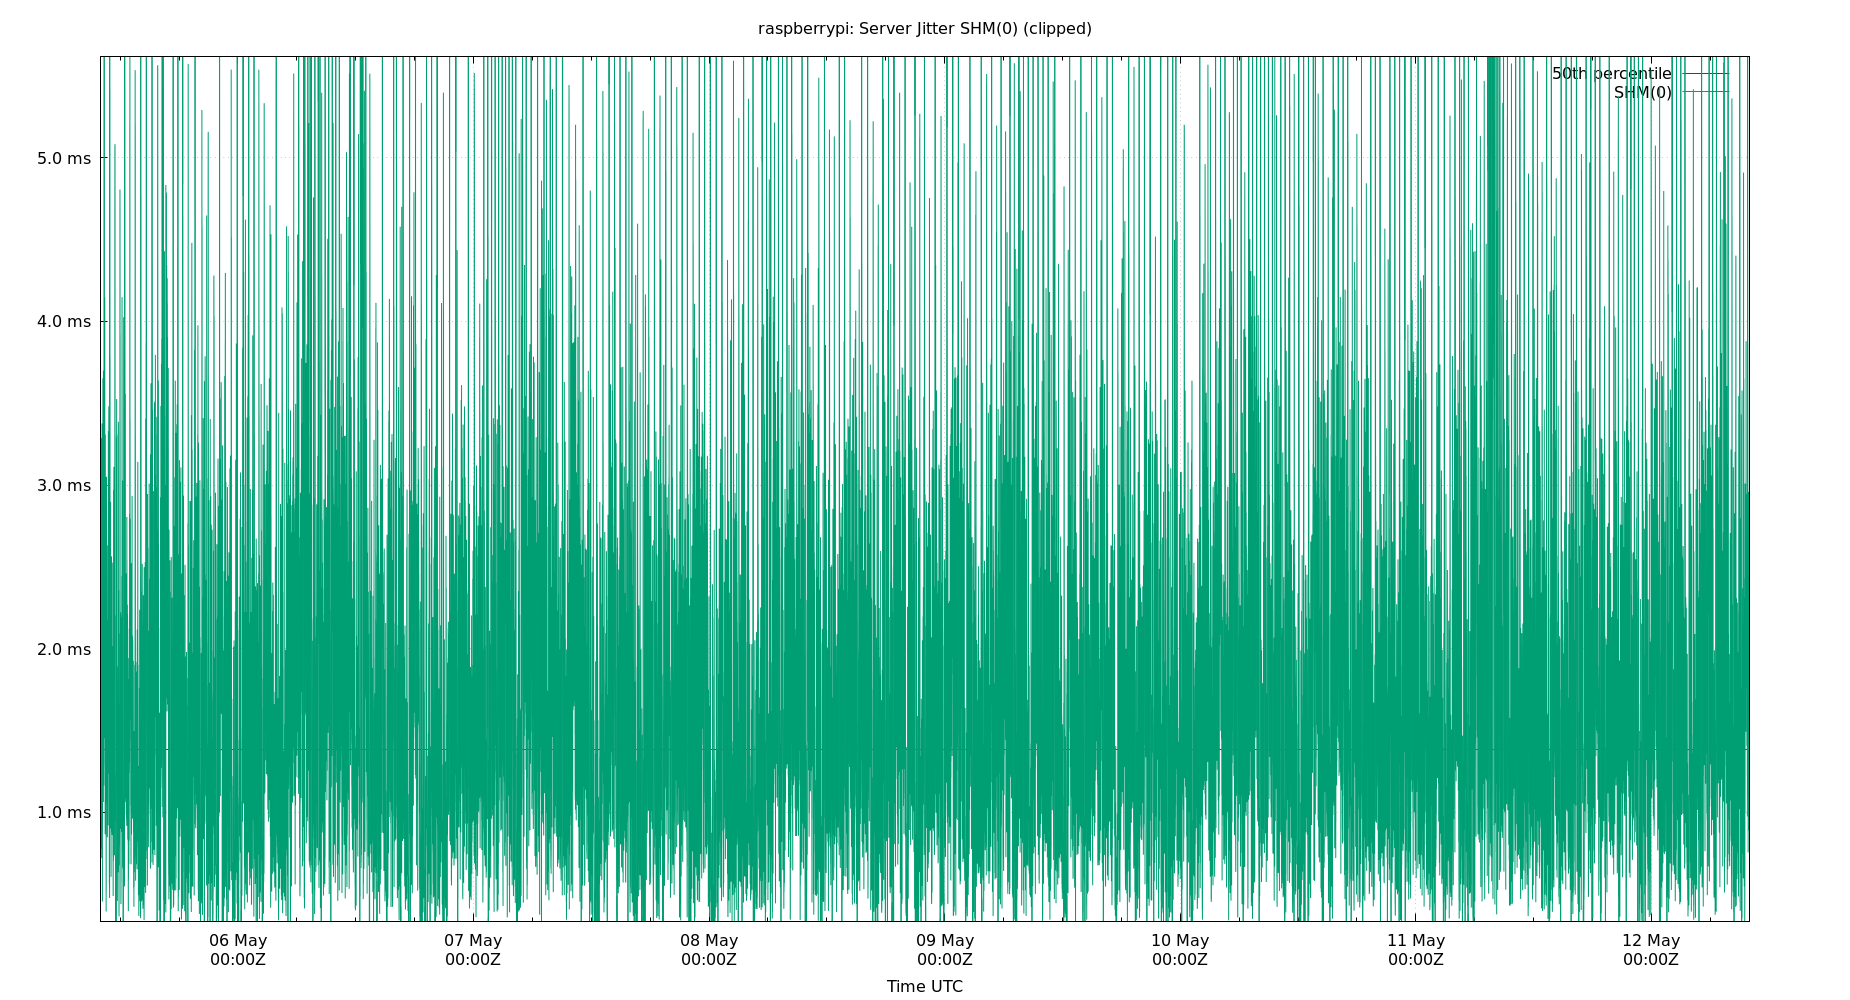 raspberrypi: Server Jitter SHM(0) (clipped)
50th percentile
SHM(0)
5.0 ms
4.0 ms
3.0 ms
2.0 ms
1.0 ms
06 May 07 May 08 May 09 May 10 May 11 May 12 May
00:00Z 00:00Z 00:00Z 00:00Z 00:00Z 00:00Z 00:00Z
Time UTC